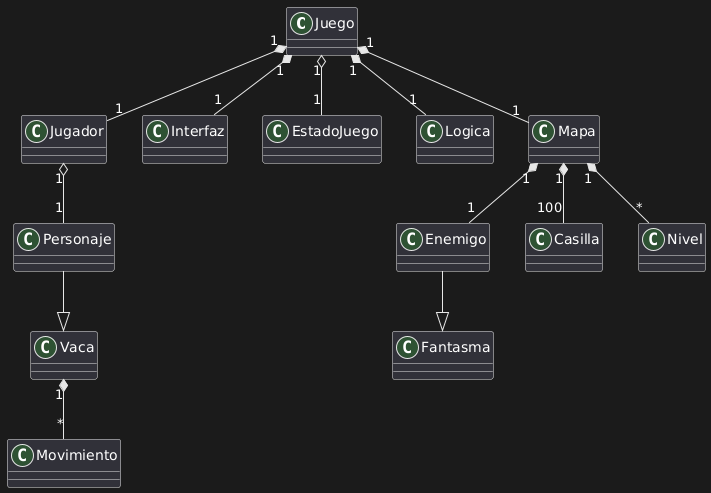 C Juego
1 1 1 1 1
1 1 1 1 1
C Jugador C Interfaz C EstadoJuego C Logica C Mapa
1 1 1 1
1 1 100 *
C Personaje C Enemigo C Casilla C Nivel
C Vaca C Fantasma
1
*
C Movimiento